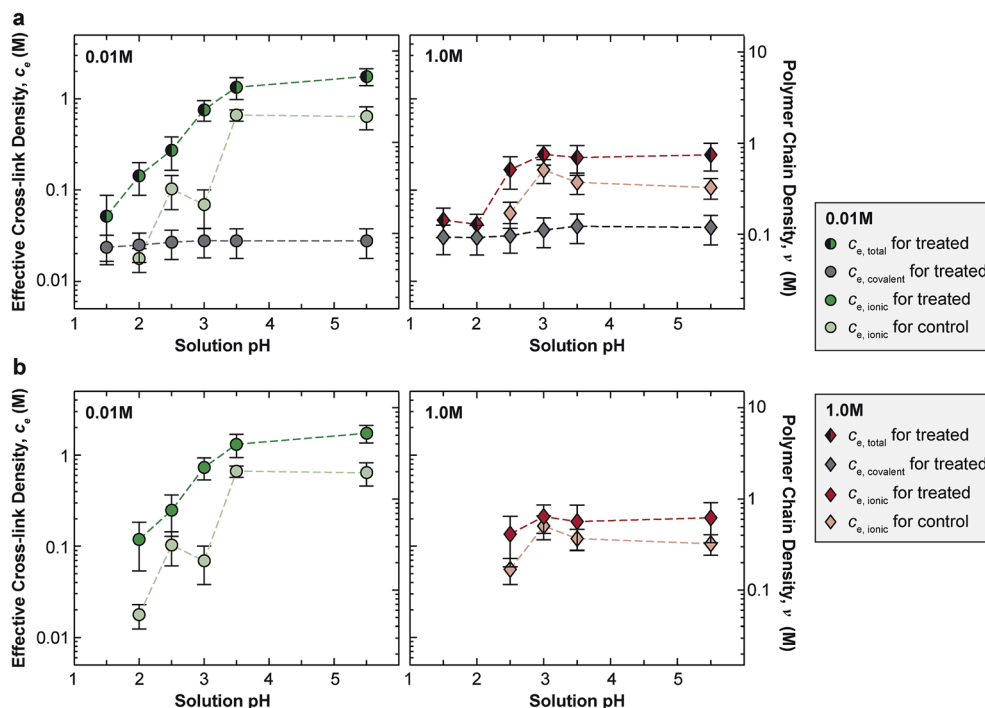 a
0.01M
1.0M
Effective Cross-link Density, ce (M)
1
0.1
0.01
10
1
0.1
Polymer Chain Density, ν (M)
1 2 3 4 5
1 2 3 4 5
Solution pH
Solution pH
0.01M
ce, total for treated
ce, covalent for treated
ce, ionic for treated
ce, ionic for control
b
0.01M
1.0M
Effective Cross-link Density, ce (M)
1
0.1
0.01
10
1
0.1
Polymer Chain Density, ν (M)
1 2 3 4 5
1 2 3 4 5
Solution pH
Solution pH
1.0M
ce, total for treated
ce, covalent for treated
ce, ionic for treated
ce, ionic for control